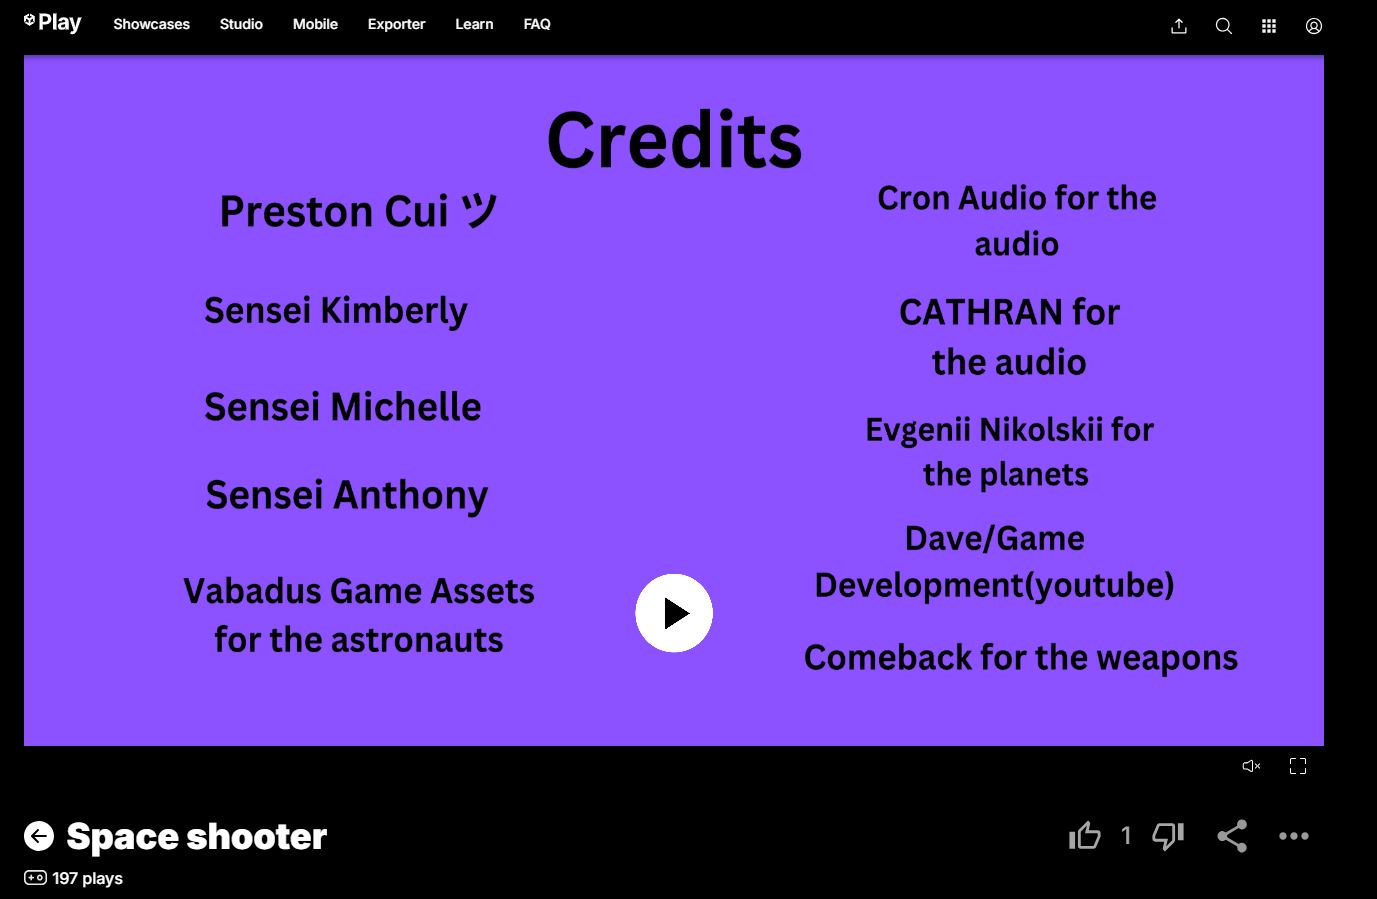 Play
Showcases
Studio
Mobile
Exporter
Learn
FAQ
Credits
Preston Cui ツ
Sensei Kimberly
Sensei Michelle
Sensei Anthony
Vabadus Game Assets
for the astronauts
Cron Audio for the
audio
CATHRAN for
the audio
Evgenii Nikolskii for
the planets
Dave/Game
Development(youtube)
Comeback for the weapons
Space shooter
1
197 plays